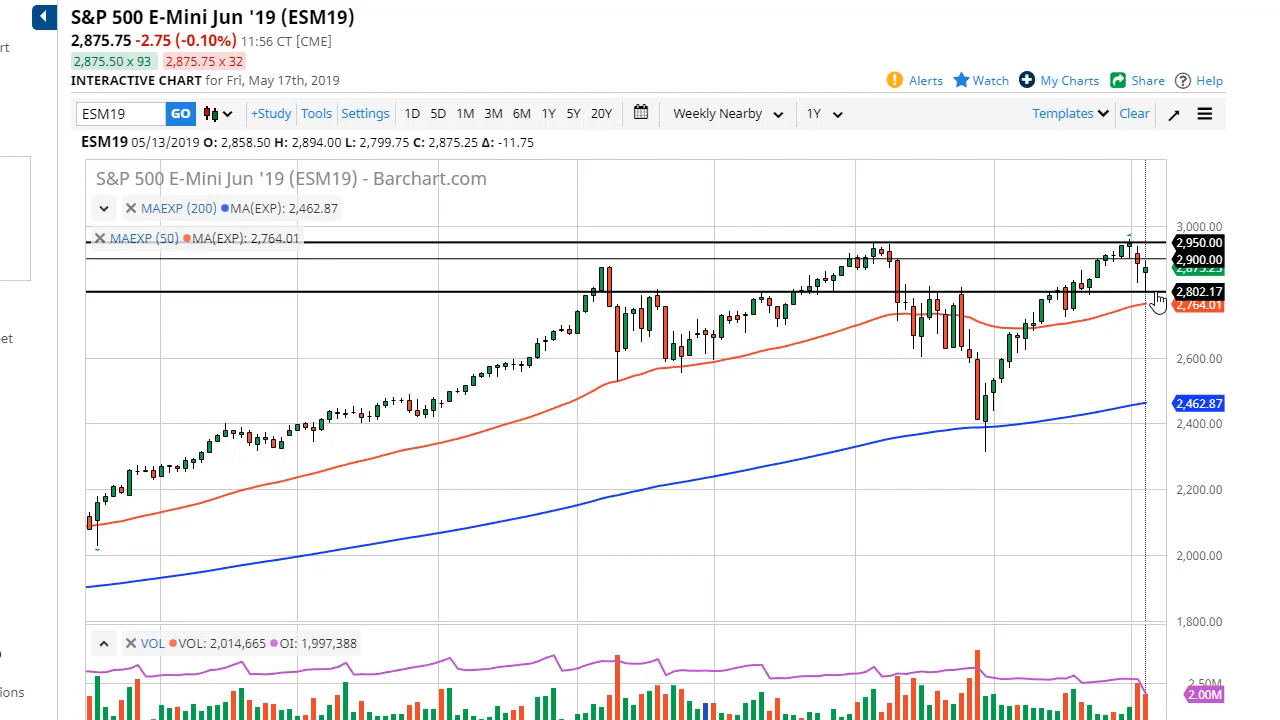 S&P 500 E-Mini Jun '19 (ESM19)
2,875.75 -2.75 (-0.10%) 11:56 CT [CME]
rt
2,875.50 x 93 2,875.75 x 32
INTERACTIVE CHART for Fri, May 17th, 2019
Alerts Watch My Charts Share Help
ESM19 GO +Study Tools Settings 1D 5D 1M 3M 6M 1Y 5Y 20Y Weekly Nearby 1Y Templates Clear
ESM19 05/13/2019 O: 2,858.50 H: 2,894.00 L: 2,799.75 C: 2,875.25 Δ: -11.75
S&P 500 E-Mini Jun '19 (ESM19) - Barchart.com
MAEXP (200) MA(EXP): 2,462.87
MAEXP (50) MA(EXP): 2,764.01
3,000.00
2,950.00
2,900.00
2,875.25
2,802.17
2,764.01
et
2,600.00
2,462.87
2,400.00
2,200.00
2,000.00
1,800.00
VOL VOL: 2,014,665 OI: 1,997,388
2.50M
2.00M
ions